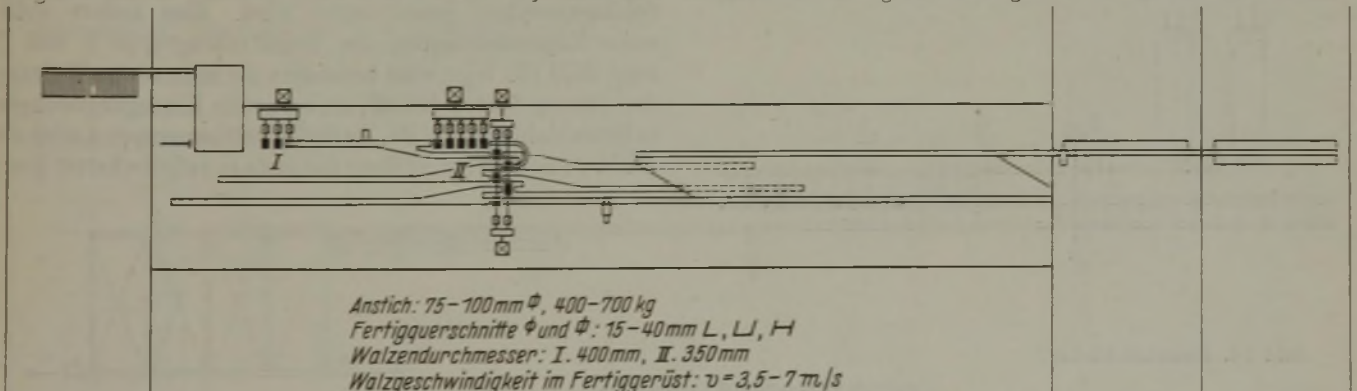 I
n
II
Anstich: 75-100mm ⌽, 400-700 kg
Fertigquerschnitte ⌽ und ⌽: 15-40mm L, U, H
Walzendurchmesser: I. 400mm, II. 350mm
Walzgeschwindigkeit im Fertiggerüst: v = 3,5-7 m/s